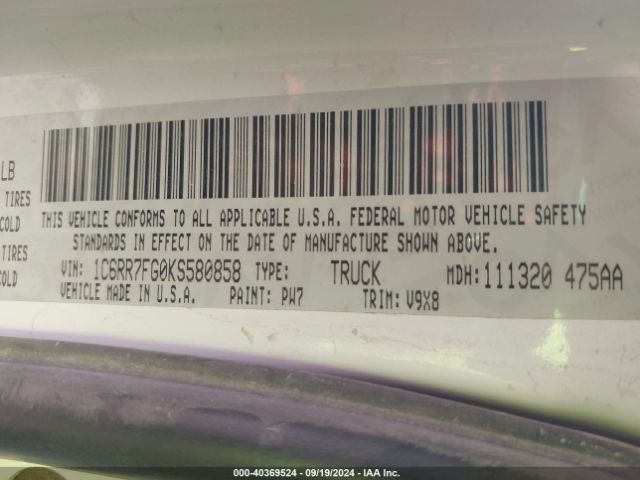 LB
TIRES
COLD
TIRES
COLD
THIS VEHICLE CONFORMS TO ALL APPLICABLE U.S.A. FEDERAL MOTOR VEHICLE SAFETY
STANDARDS IN EFFECT ON THE DATE OF MANUFACTURE SHOWN ABOVE.
VIN: 1C6RR7FG0KS580858 TYPE: TRUCK MDH:111320 475AA
VEHICLE MADE IN U.S.A. PAINT: PW7 TRIM: V9X8
000-40369524 - 09/19/2024 - IAA Inc.